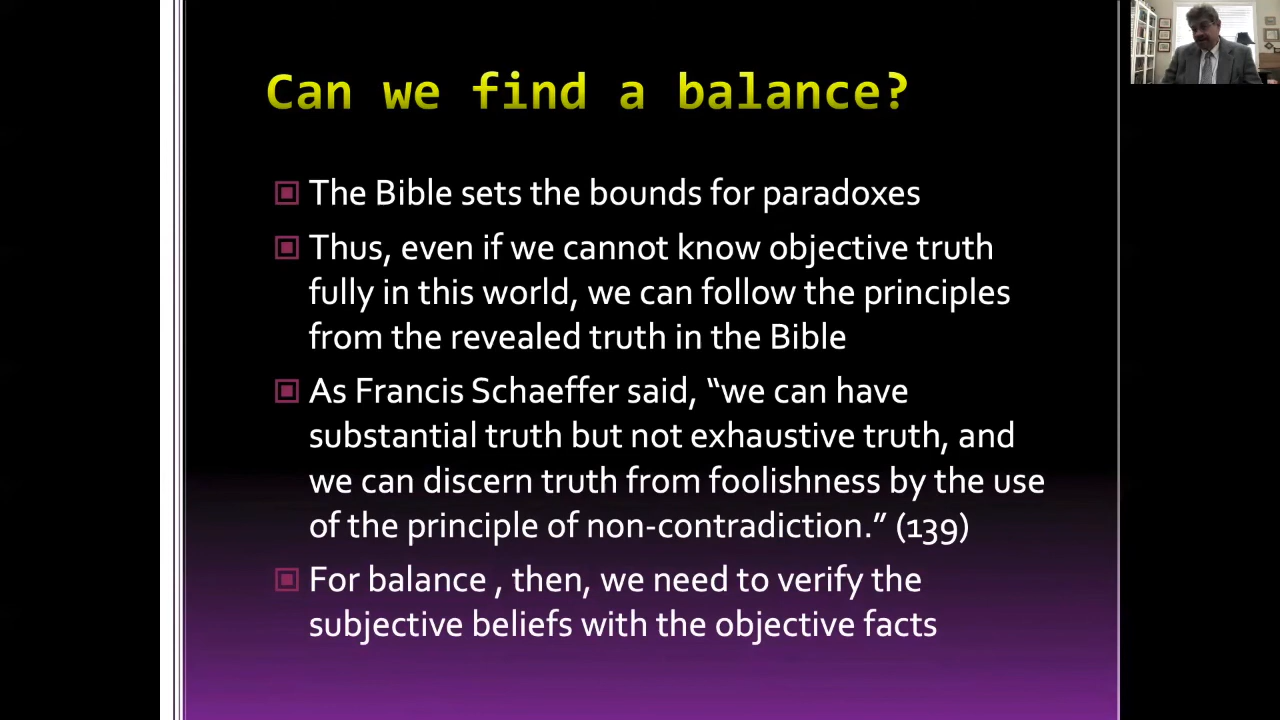 Can we find a balance?
The Bible sets the bounds for paradoxes
Thus, even if we cannot know objective truth
fully in this world, we can follow the principles
from the revealed truth in the Bible
As Francis Schaeffer said, “we can have
substantial truth but not exhaustive truth, and
we can discern truth from foolishness by the use
of the principle of non-contradiction.” (139)
For balance , then, we need to verify the
subjective beliefs with the objective facts